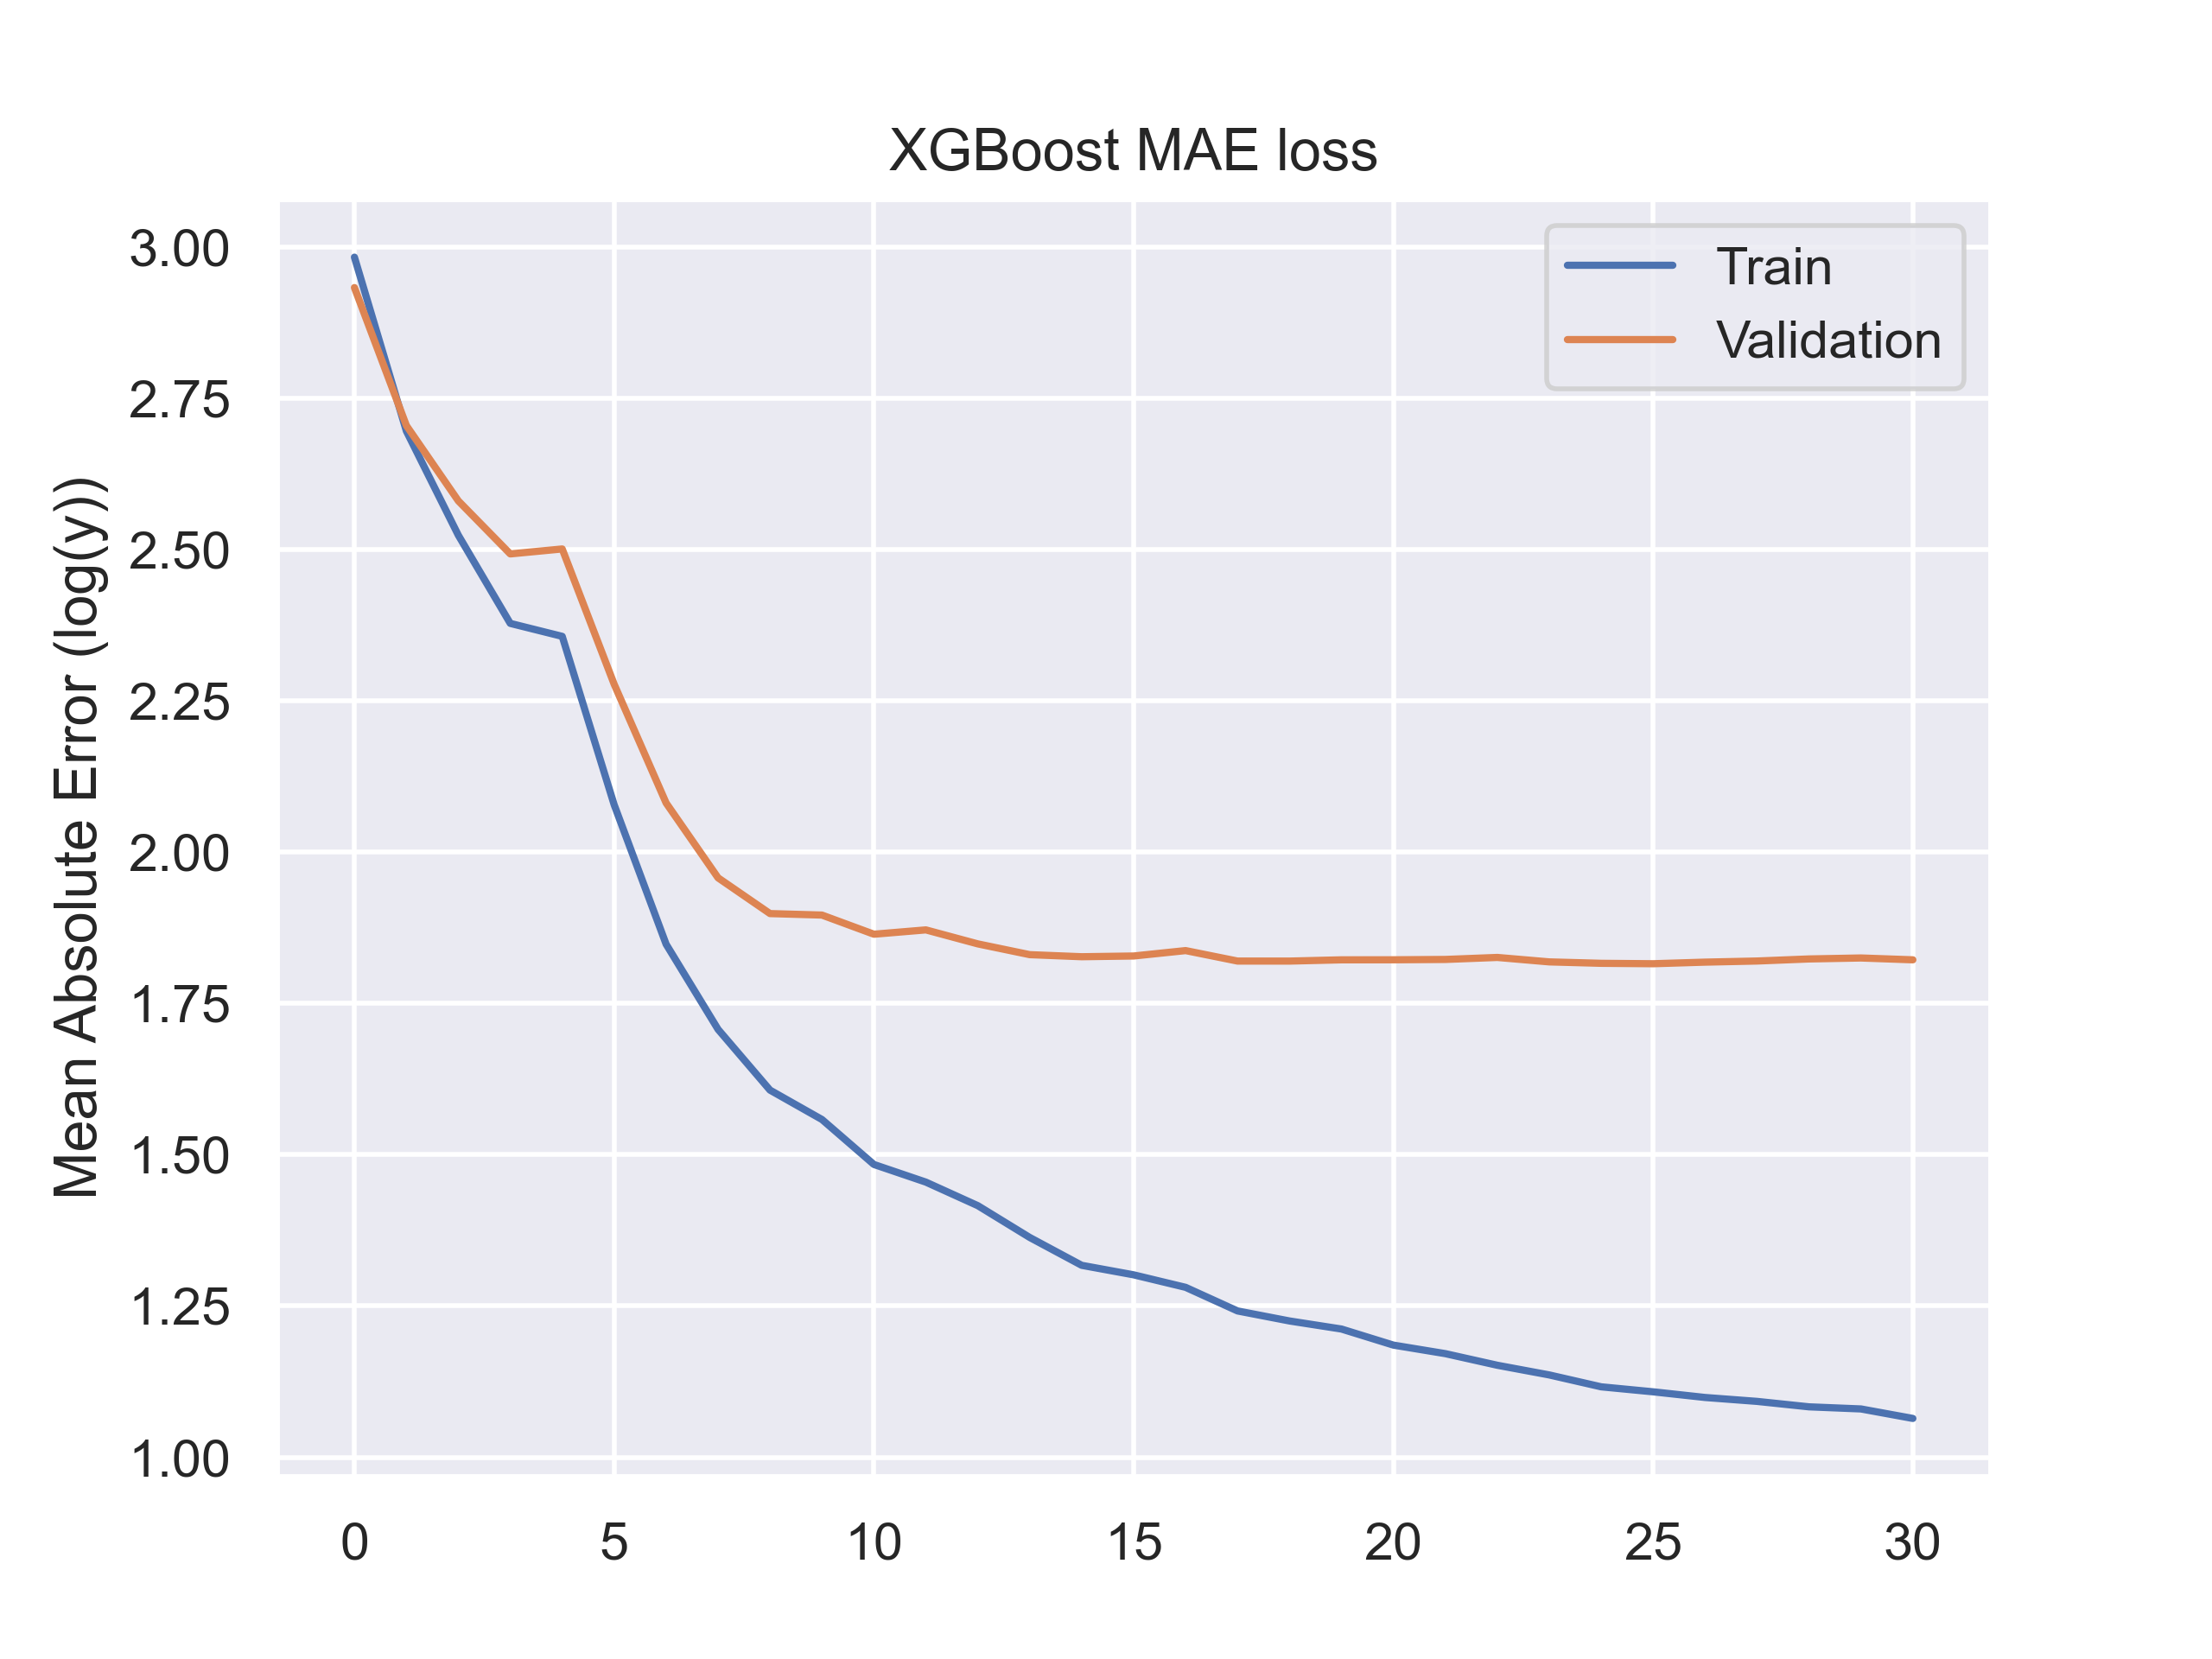 XGBoost MAE loss
Train
Validation
Mean Absolute Error (log(y))
3.00
2.75
2.50
2.25
2.00
1.75
1.50
1.25
1.00
0 5 10 15 20 25 30